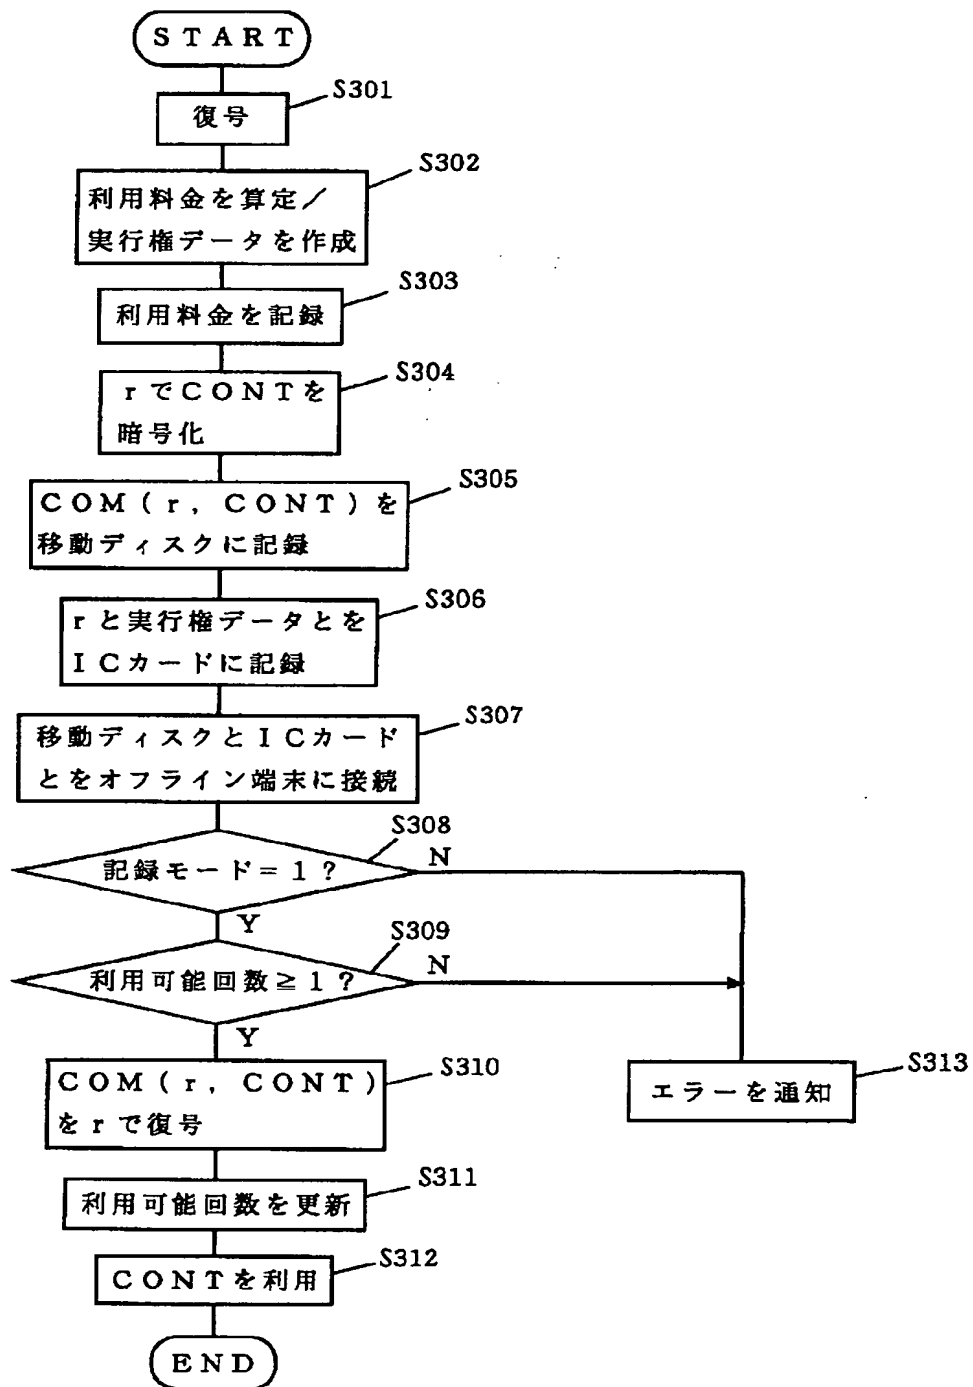 START
S301
復号
S302
利用料金を算定／
実行権データを作成
S303
利用料金を記録
S304
rでCONTを
暗号化
S305
COM(r, CONT)を
移動ディスクに記録
S306
rと実行権データとを
ICカードに記録
S307
移動ディスクとICカード
とをオフライン端末に接続
S308
記録モード=1?
N
Y
S309
利用可能回数≧1?
N
Y
S310
COM(r, CONT)
をrで復号
S313
エラーを通知
S311
利用可能回数を更新
S312
CONTを利用
END